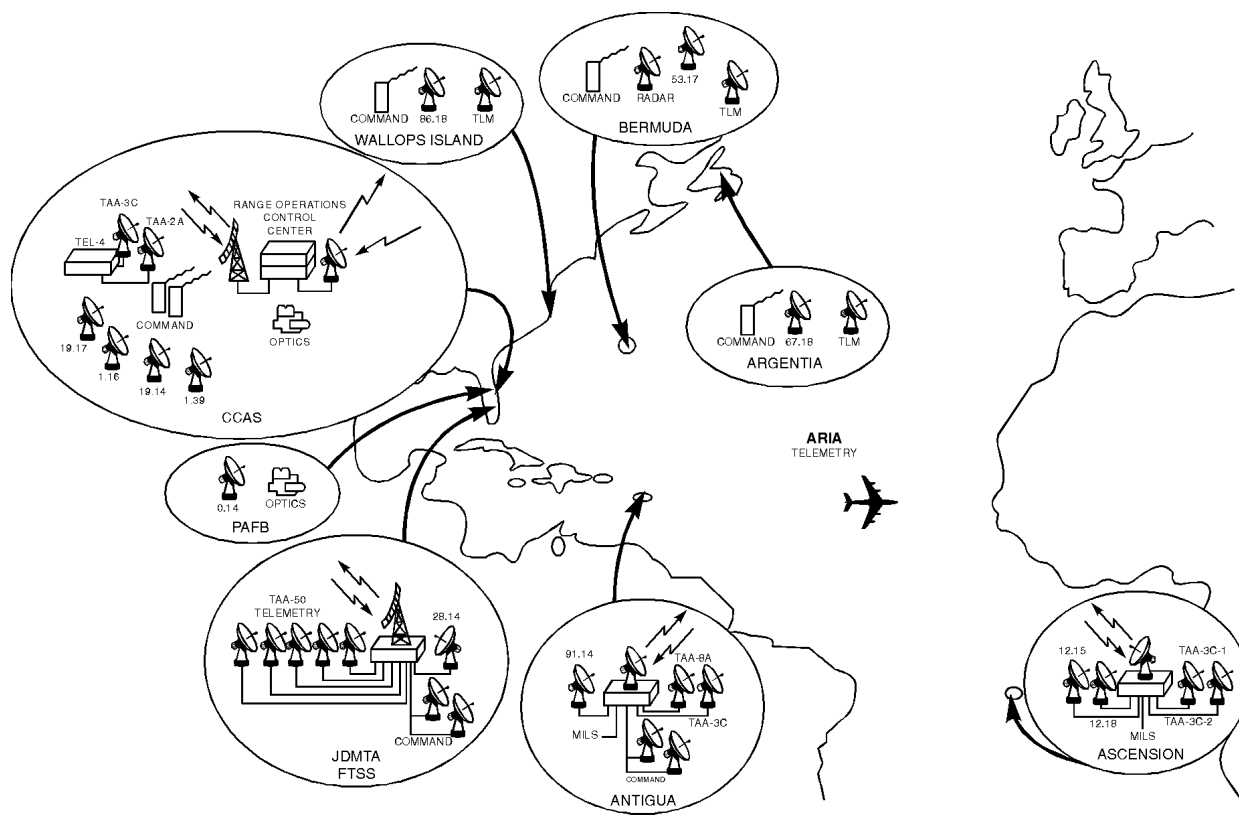 COMMAND
86.18
TLM
WALLOPS ISLAND
COMMAND
RADAR
53.17
TLM
BERMUDA
TAA-3C
TAA-2A
TEL-4
RANGE OPERATIONS
CONTROL
CENTER
COMMAND
OPTICS
19.17
1.16
19.14
1.39
CCAS
COMMAND
67.18
TLM
ARGENTIA
ARIA
TELEMETRY
0.14
OPTICS
PAFB
TAA-50
TELEMETRY
28.14
COMMAND
JDMTA
FTSS
91.14
TAA-8A
TAA-3C
MILS
COMMAND
ANTIGUA
12.15
TAA-3C-1
12.18
TAA-3C-2
MILS
ASCENSION